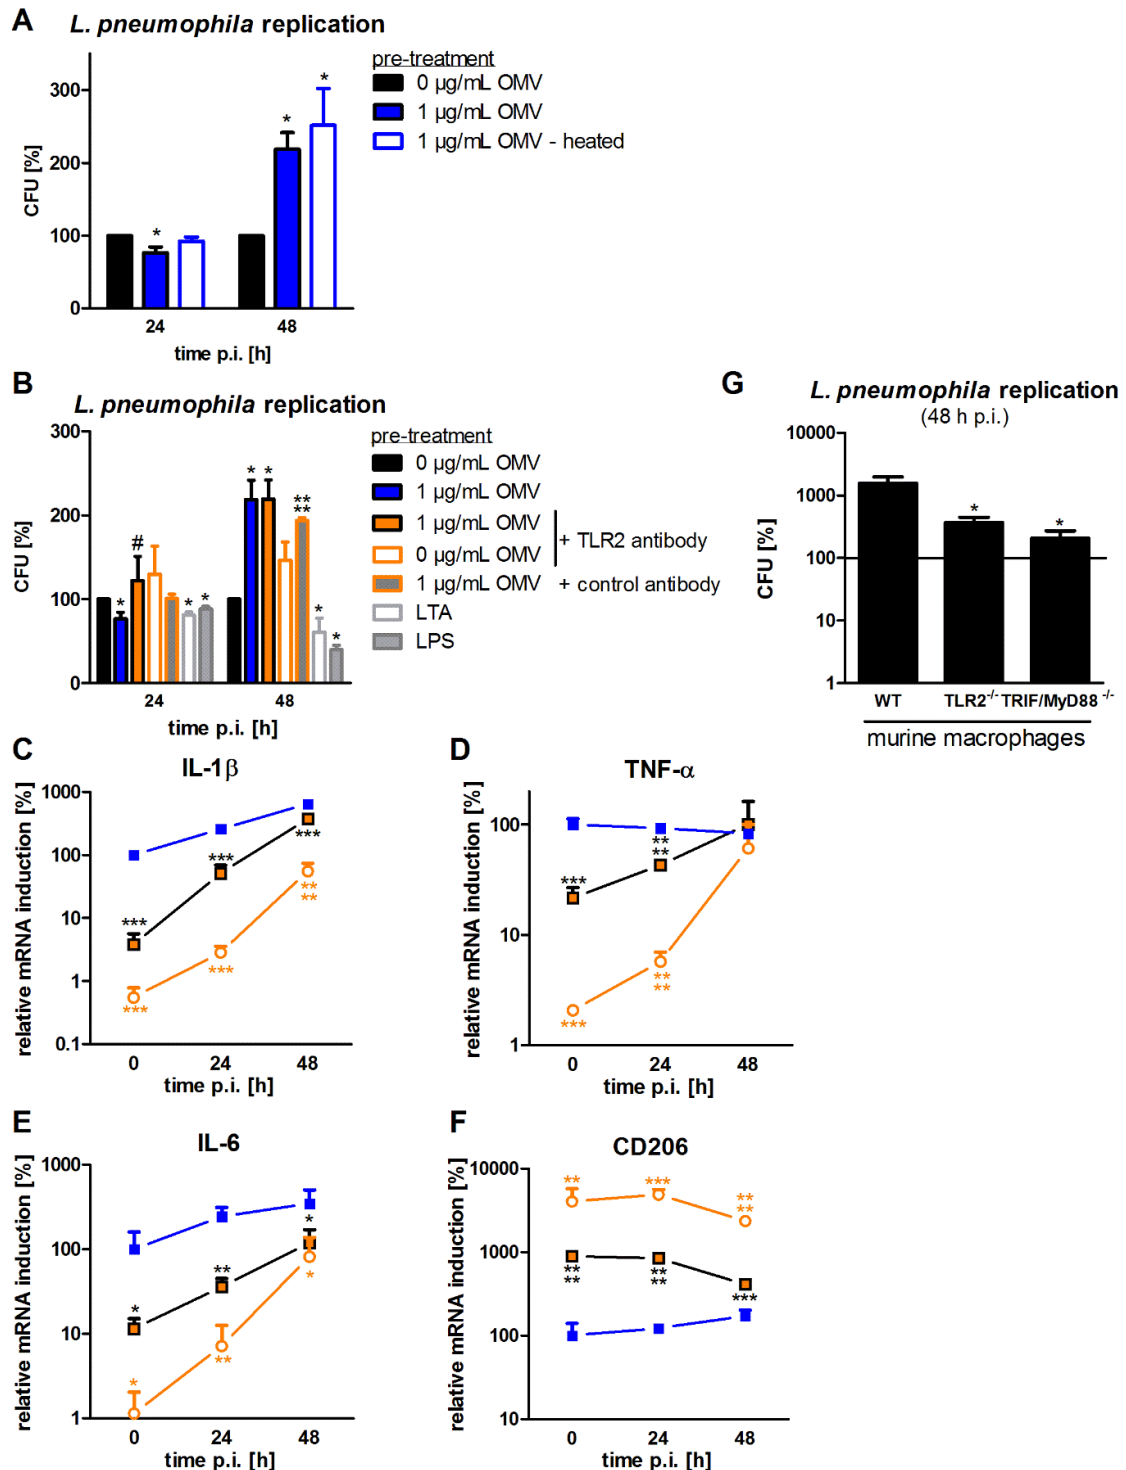 A
L. pneumophila replication
pre-treatment
0 µg/mL OMV
1 µg/mL OMV
1 µg/mL OMV - heated
CFU [%]
300
200
100
0
*
*
*
24
48
time p.i. [h]
B
L. pneumophila replication
pre-treatment
0 µg/mL OMV
1 µg/mL OMV
1 µg/mL OMV
0 µg/mL OMV
+ TLR2 antibody
1 µg/mL OMV + control antibody
LTA
LPS
CFU [%]
300
200
100
0
*
#
*
*
*
*
**
**
*
*
24
48
time p.i. [h]
G
L. pneumophila replication
(48 h p.i.)
CFU [%]
10000
1000
100
10
1
*
*
WT
TLR2-/-
TRIF/MyD88 -/-
murine macrophages
C
IL-1β
relative mRNA induction [%]
1000
100
10
1
0.1
***
***
***
***
***
**
**
0
24
48
time p.i. [h]
D
TNF-α
relative mRNA induction [%]
100
10
1
***
**
**
***
**
**
0
24
48
time p.i. [h]
E
IL-6
relative mRNA induction [%]
1000
100
10
1
*
**
*
*
**
*
0
24
48
time p.i. [h]
F
CD206
relative mRNA induction [%]
10000
1000
100
10
**
***
**
**
**
**
**
**
***
0
24
48
time p.i. [h]